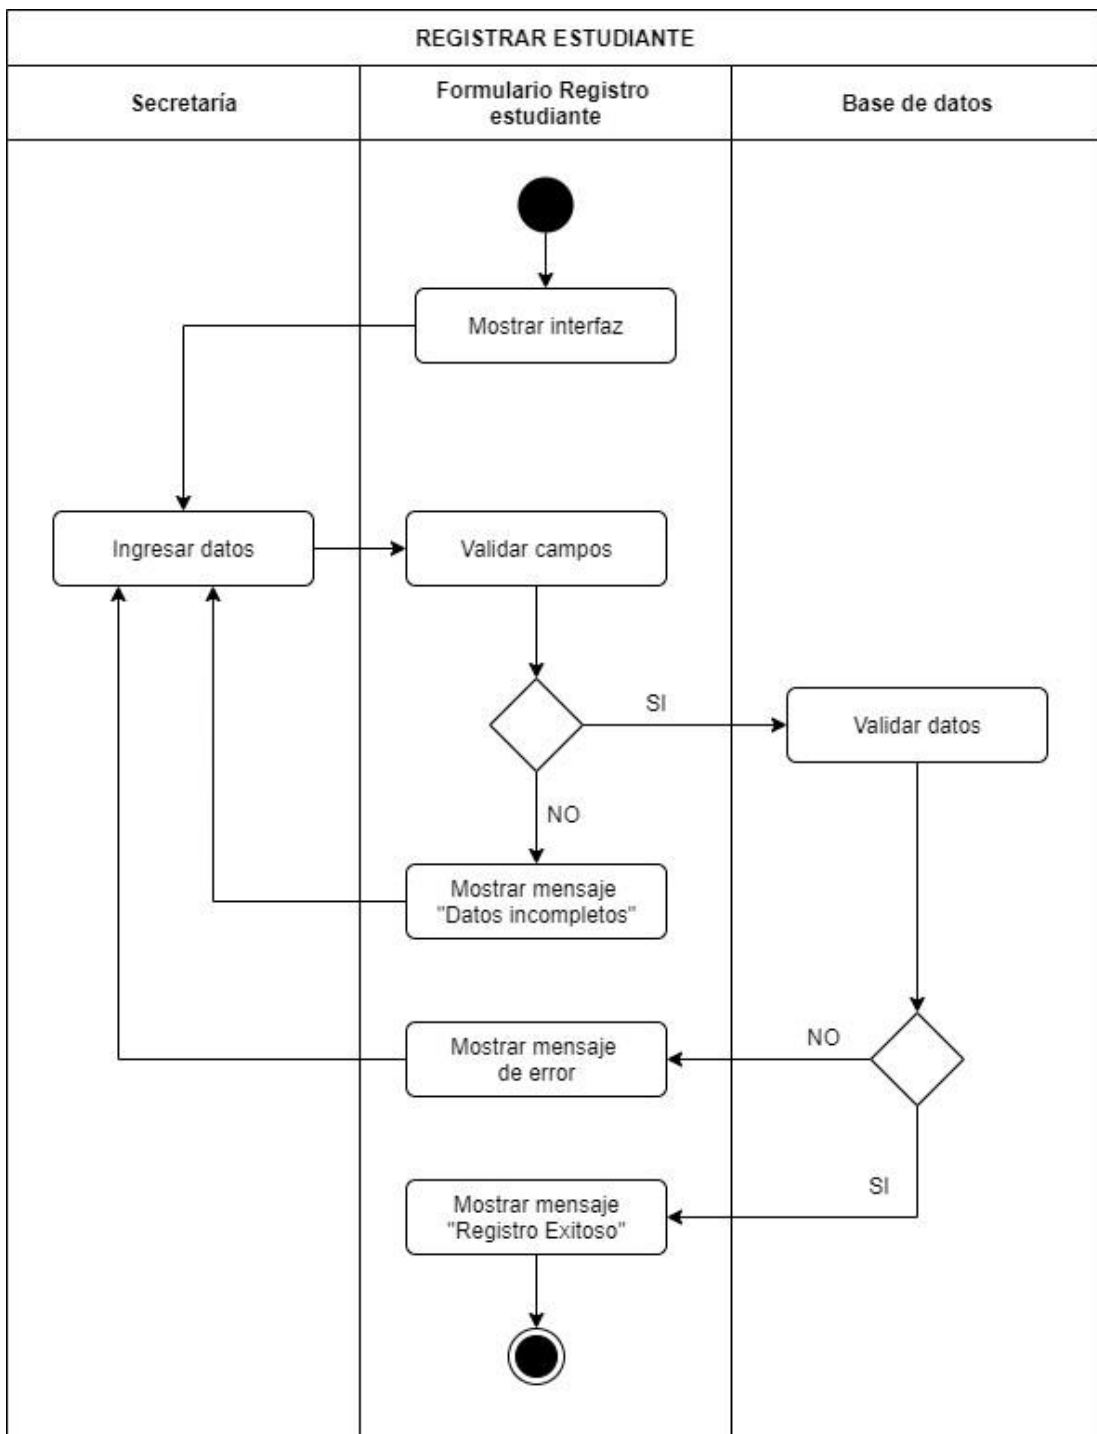 REGISTRAR ESTUDIANTE
Secretaría
Formulario Registro
estudiante
Base de datos
Mostrar interfaz
Ingresar datos
Validar campos
SI
Validar datos
NO
Mostrar mensaje
"Datos incompletos"
NO
Mostrar mensaje
de error
SI
Mostrar mensaje
"Registro Exitoso"